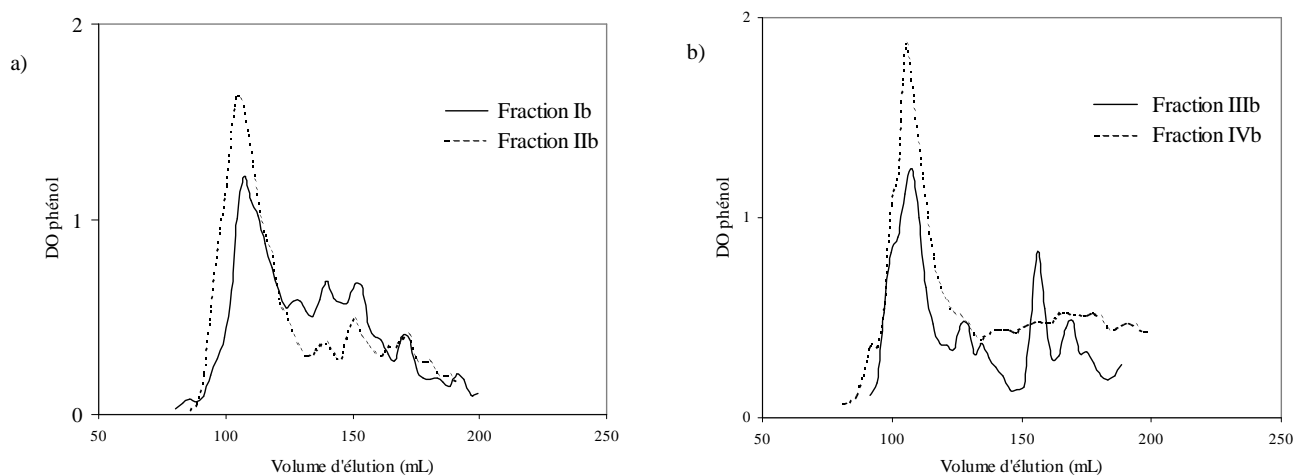 a)
2
1
0
DO phénol
50 100 150 200 250
Volume d'élution (mL)
Fraction Ib
Fraction IIb
b)
2
1
0
DO phénol
50 100 150 200 250
Volume d'élution (mL)
Fraction IIIb
Fraction IVb